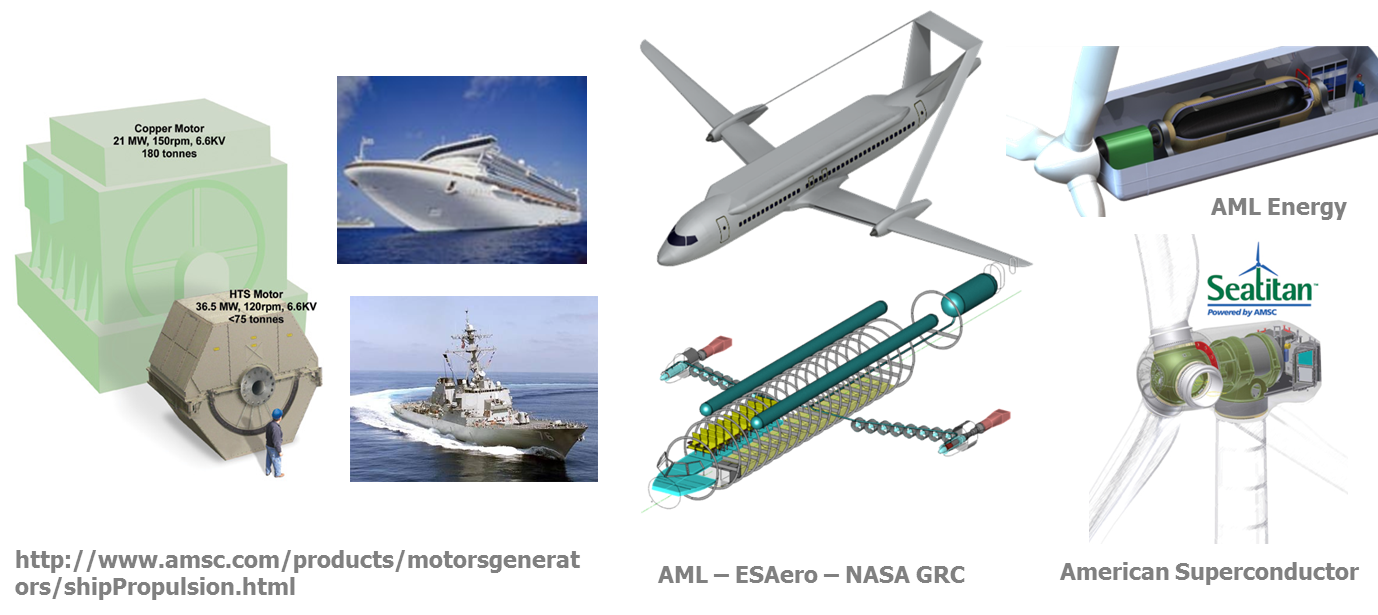 Copper Motor
21 MW, 150rpm, 6.6KV
180 tonnes
HTS Motor
36.5 MW, 120rpm, 6.6KV
<75 tonnes
http://www.amsc.com/products/motorsgenerat
ors/shipPropulsion.html
AML – ESAero – NASA GRC
AML Energy
Seatitan™
Powered by AMSC
American Superconductor